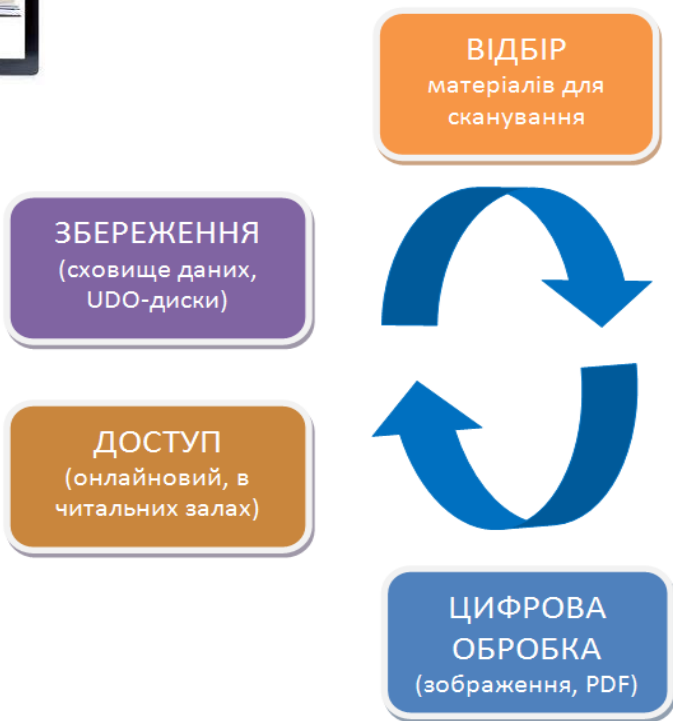 ВІДБІР
матеріалів для
сканування
ЗБЕРЕЖЕННЯ
(сховище даних,
UDO-диски)
ДОСТУП
(онлайновий, в
читальних залах)
ЦИФРОВА
ОБРОБКА
(зображення, PDF)